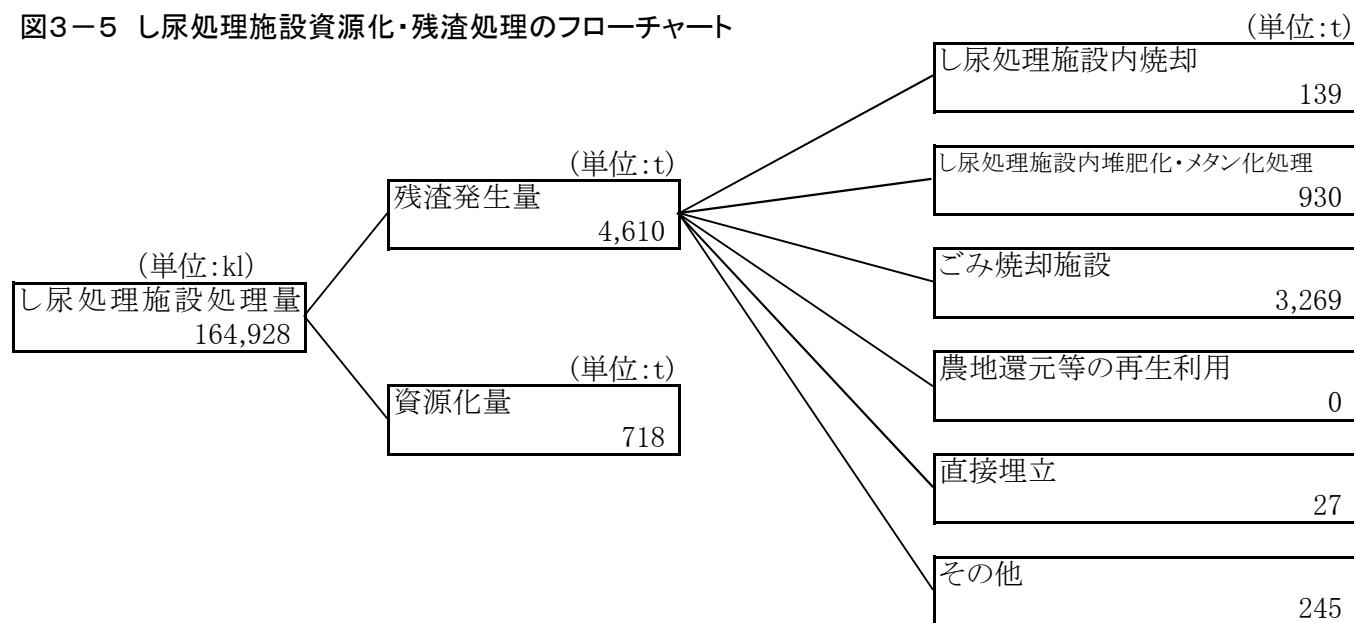 図3-5 し尿処理施設資源化・残渣処理のフローチャート
(単位:kl)
し尿処理施設処理量
164,928
(単位:t)
残渣発生量
4,610
(単位:t)
資源化量
718
(単位:t)
し尿処理施設内焼却
139
し尿処理施設内堆肥化・メタン化処理
930
ごみ焼却施設
3,269
農地還元等の再生利用
0
直接埋立
27
その他
245